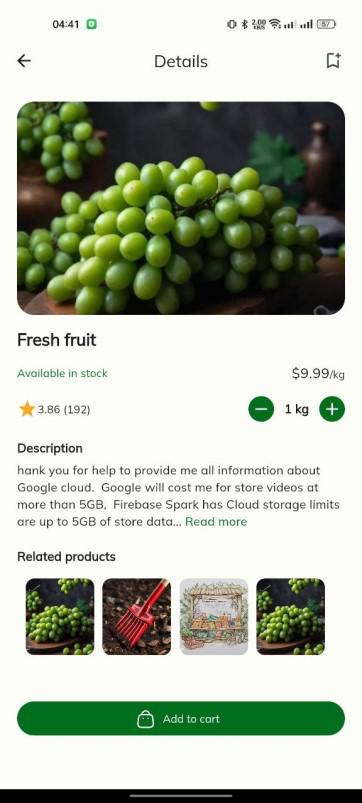 04:41
2.00
KB/S
57
Details
Fresh fruit
Available in stock
$9.99/kg
3.86 (192)
1 kg
Description
hank you for help to provide me all information about
Google cloud.  Google will cost me for store videos at
more than 5GB,  Firebase Spark has Cloud storage limits
are up to 5GB of store data... Read more
Related products
Add to cart